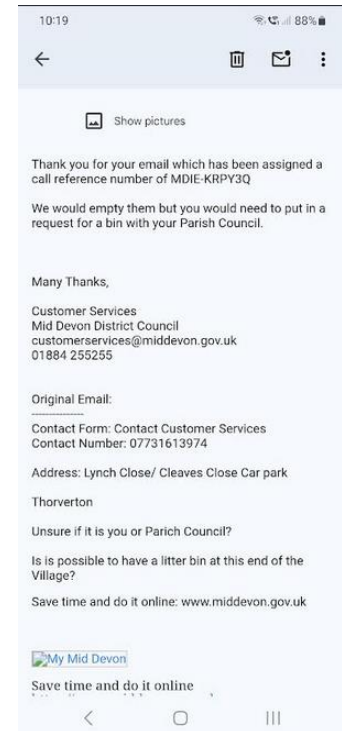 10:19
88%
Show pictures
Thank you for your email which has been assigned a
call reference number of MDIE-KRPY3Q
We would empty them but you would need to put in a
request for a bin with your Parish Council.
Many Thanks,
Customer Services
Mid Devon District Council
customerservices@middevon.gov.uk
01884 255255
Original Email:
---------------
Contact Form: Contact Customer Services
Contact Number: 07731613974
Address: Lynch Close/ Cleaves Close Car park
Thorverton
Unsure if it is you or Parich Council?
Is is possible to have a litter bin at this end of the
Village?
Save time and do it online: www.middevon.gov.uk
My Mid Devon
Save time and do it online